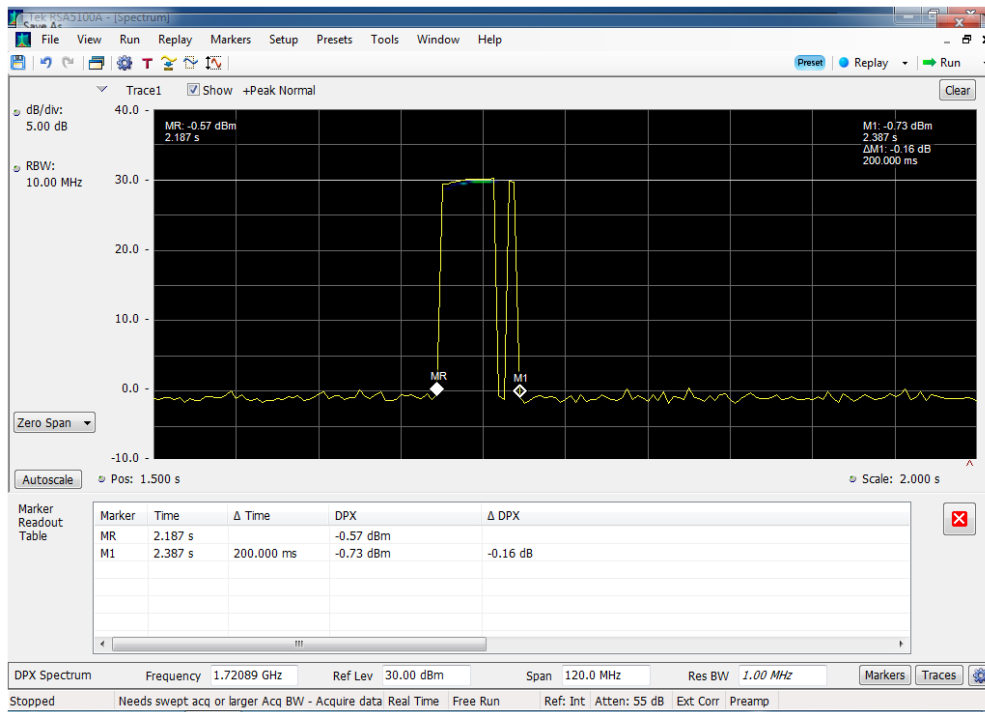 Tek RSA5100A - [Spectrum]
Save As
File View Run Replay Markers Setup Presets Tools Window Help
T Preset Replay Run
Trace1 Show +Peak Normal Clear
dB/div:
5.00 dB
RBW:
10.00 MHz
40.0 -
30.0 -
20.0 -
10.0 -
0.0 -
-10.0 -
MR: -0.57 dBm
2.187 s
M1: -0.73 dBm
2.387 s
ΔM1: -0.16 dB
200.000 ms
MR
M1
Zero Span
Autoscale Pos: 1.500 s Scale: 2.000 s
Marker
Readout
Table
Marker Time Δ Time DPX Δ DPX
MR 2.187 s -0.57 dBm
M1 2.387 s 200.000 ms -0.73 dBm -0.16 dB
DPX Spectrum Frequency 1.72089 GHz Ref Lev 30.00 dBm Span 120.0 MHz Res BW 1.00 MHz Markers Traces
Stopped Needs swept acq or larger Acq BW - Acquire data Real Time Free Run Ref: Int Atten: 55 dB Ext Corr Preamp